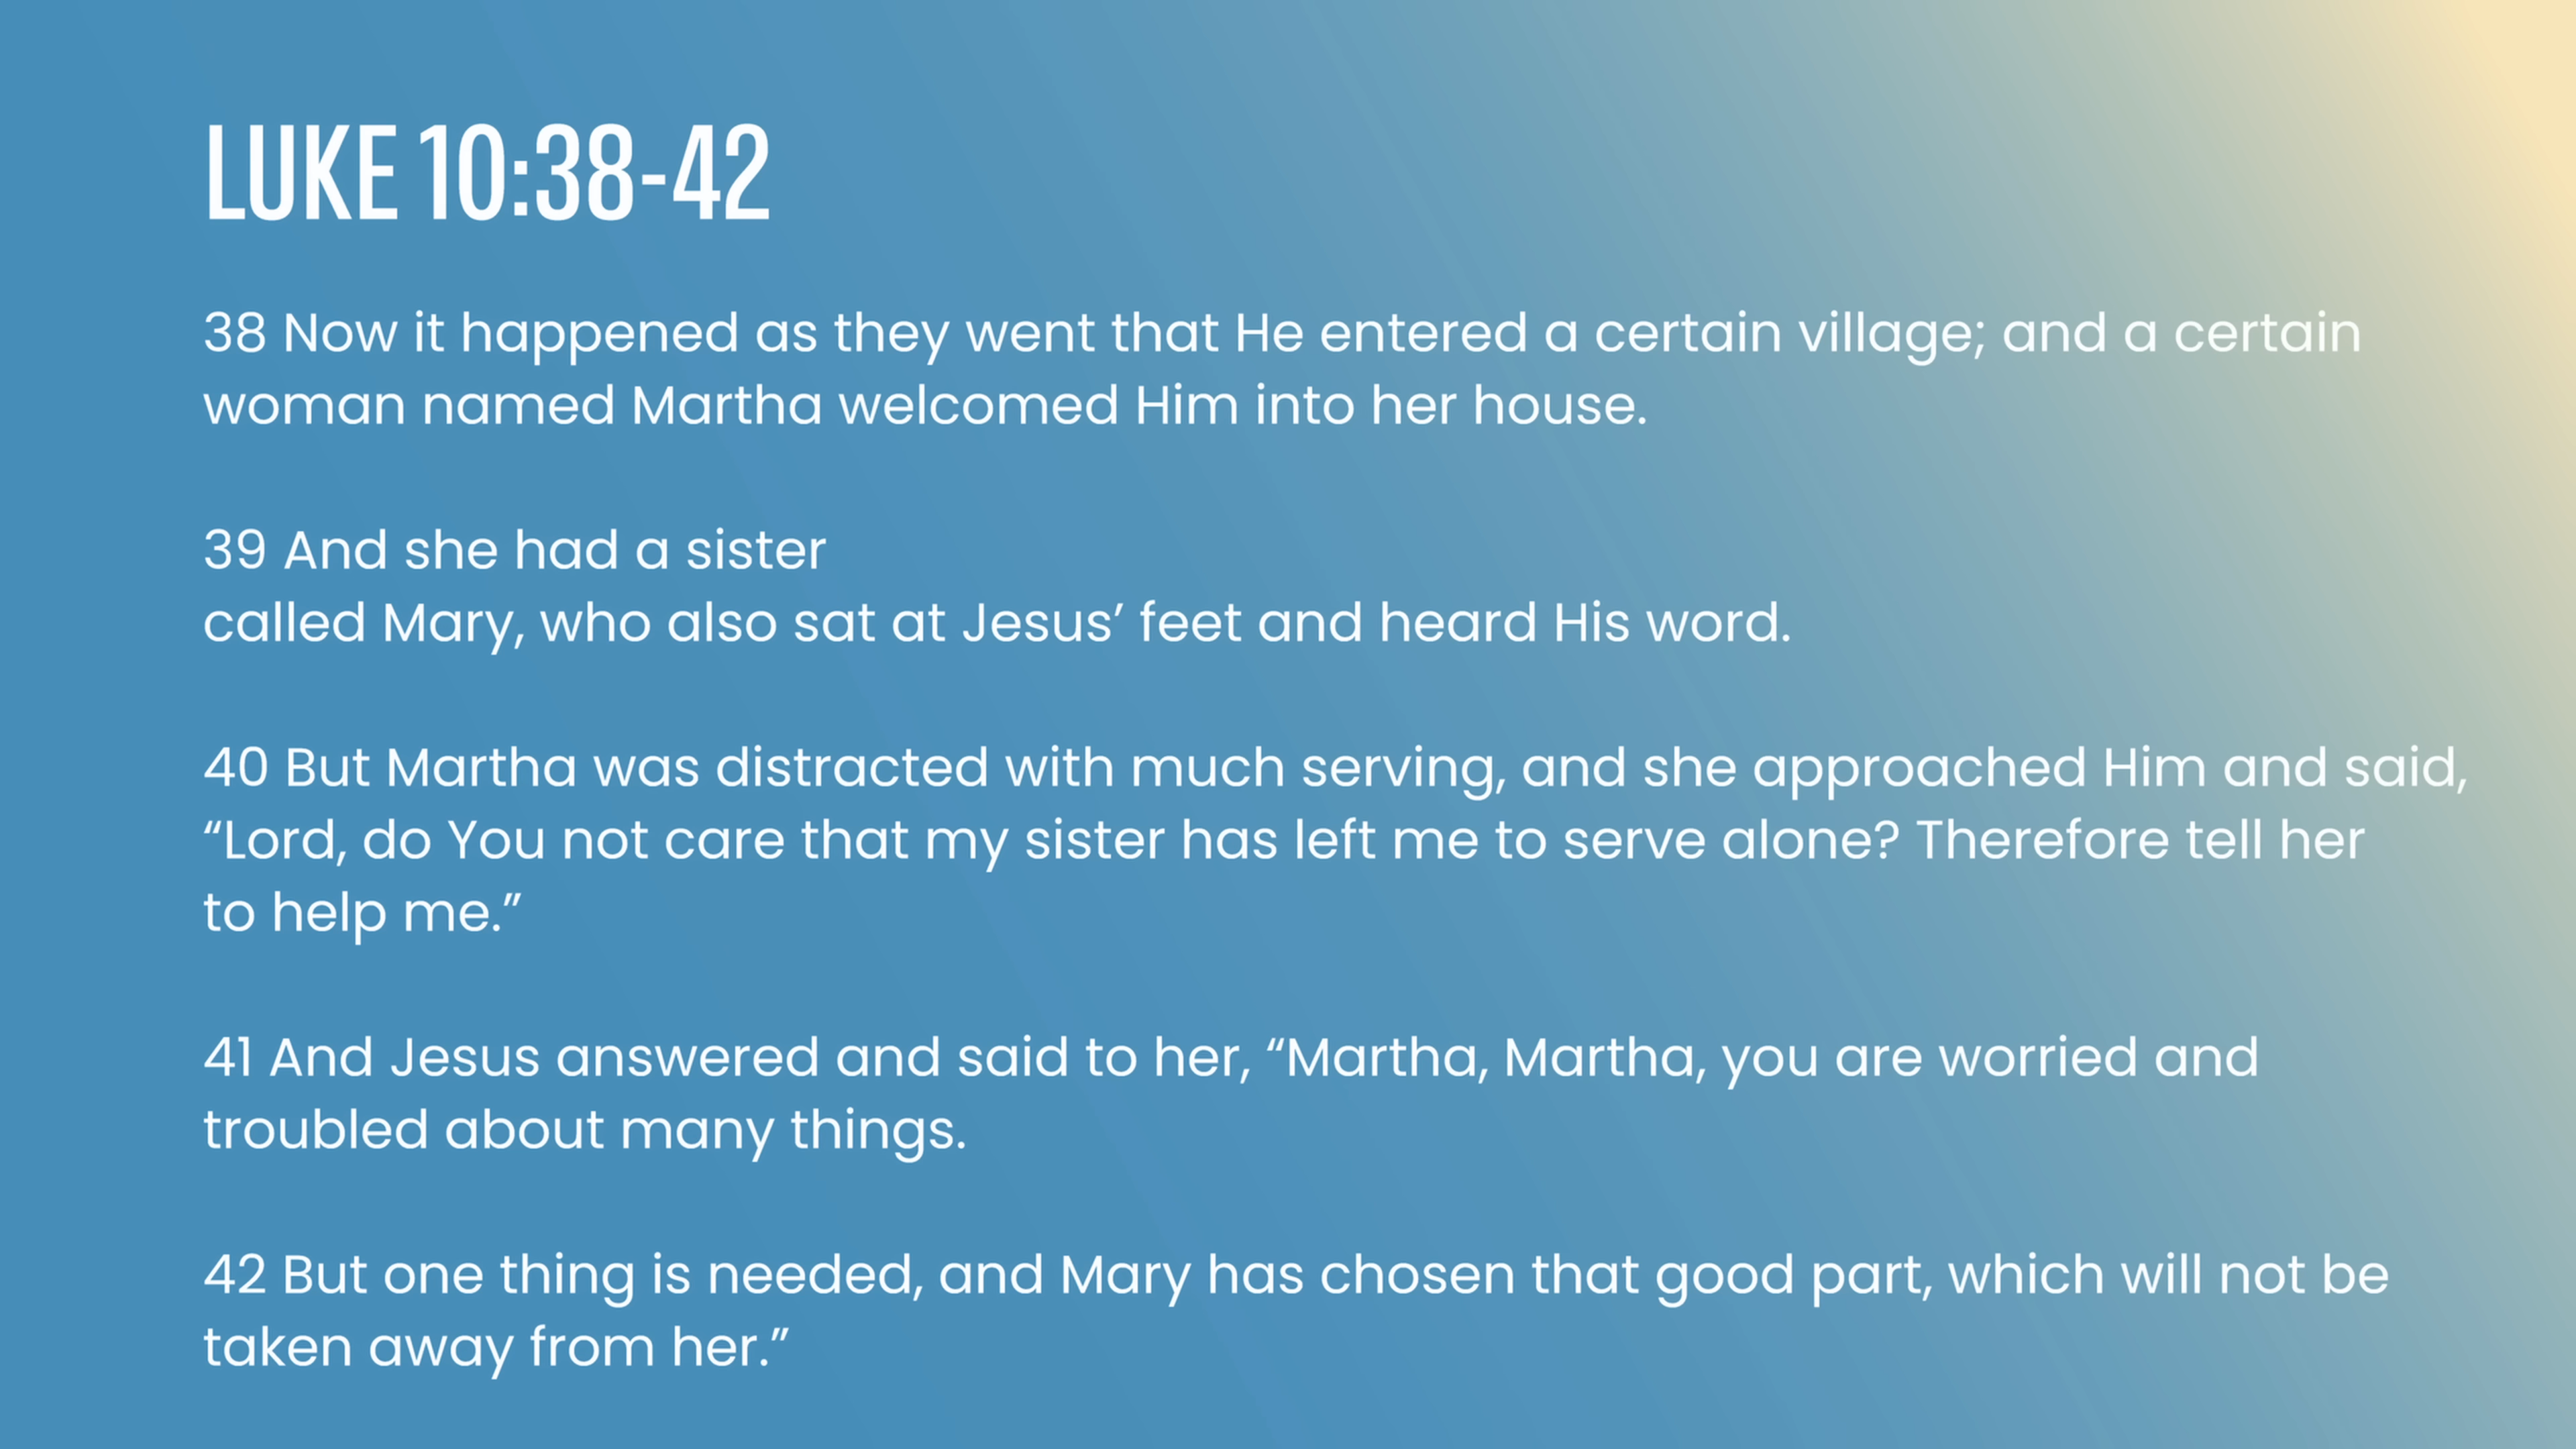 LUKE 10:38-42
38 Now it happened as they went that He entered a certain village; and a certain
woman named Martha welcomed Him into her house.
39 And she had a sister
called Mary, who also sat at Jesus’ feet and heard His word.
40 But Martha was distracted with much serving, and she approached Him and said,
“Lord, do You not care that my sister has left me to serve alone? Therefore tell her
to help me.”
41 And Jesus answered and said to her, “Martha, Martha, you are worried and
troubled about many things.
42 But one thing is needed, and Mary has chosen that good part, which will not be
taken away from her.”